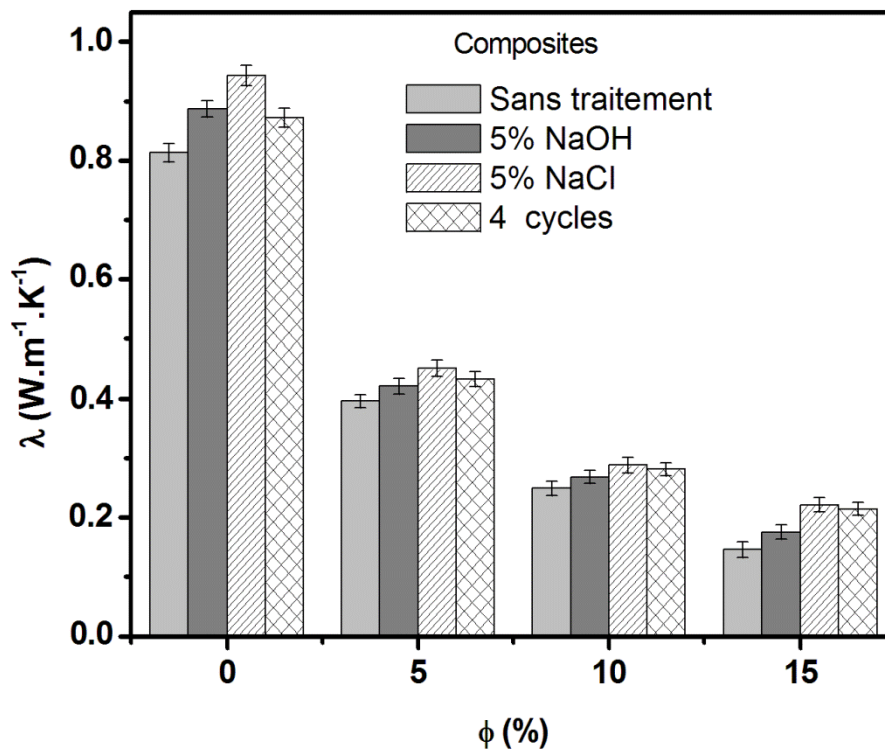 Composites
Sans traitement
5% NaOH
5% NaCl
4 cycles
1.0
0.8
0.6
0.4
0.2
0.0
λ (W.m⁻¹.K⁻¹)
0 5 10 15
ϕ (%)